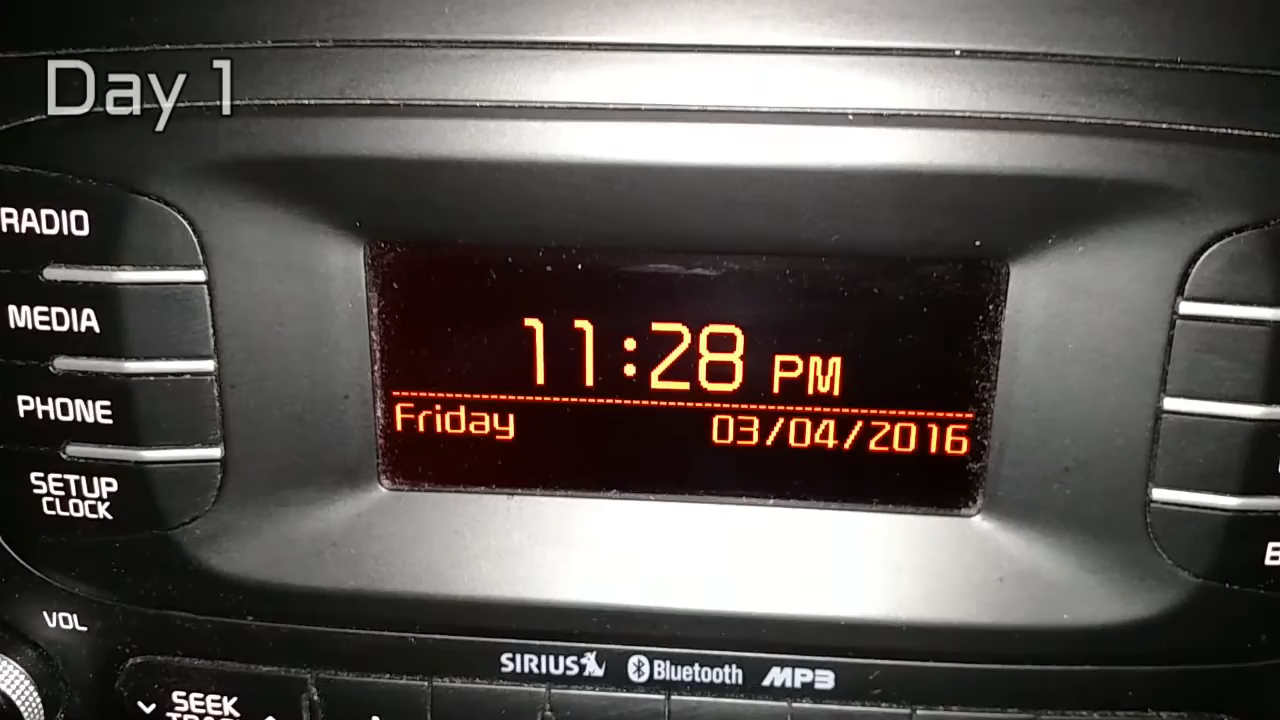 Day 1
RADIO
MEDIA
PHONE
SETUP
CLOCK
VOL
11:28 PM
Friday 03/04/2016
SIRIUS Bluetooth MP3
SEEK